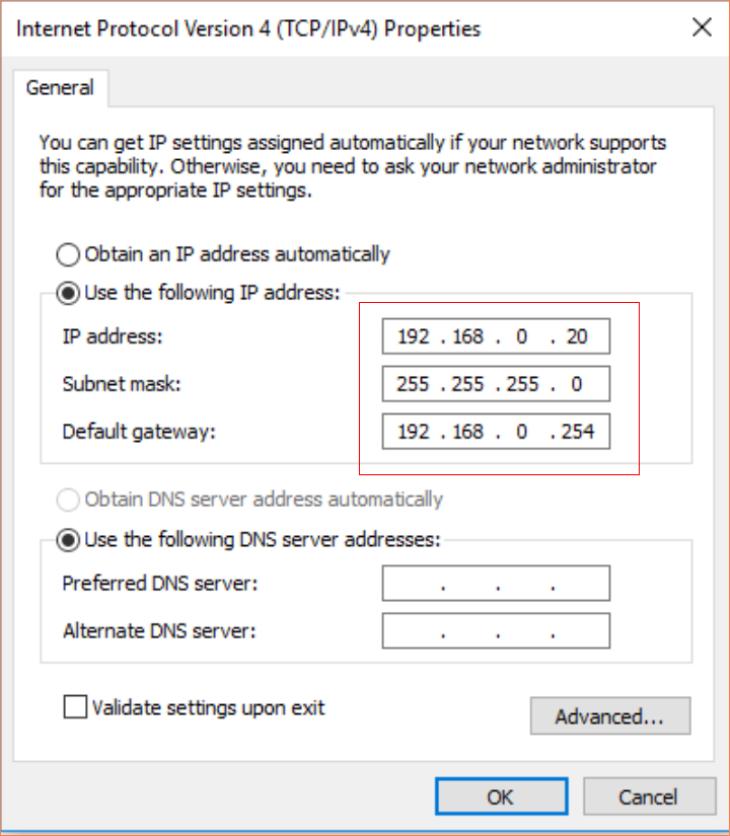 Internet Protocol Version 4 (TCP/IPv4) Properties
General
You can get IP settings assigned automatically if your network supports
this capability. Otherwise, you need to ask your network administrator
for the appropriate IP settings.
Obtain an IP address automatically
Use the following IP address:
IP address: 192 . 168 . 0 . 20
Subnet mask: 255 . 255 . 255 . 0
Default gateway: 192 . 168 . 0 . 254
Obtain DNS server address automatically
Use the following DNS server addresses:
Preferred DNS server: . . .
Alternate DNS server: . . .
Validate settings upon exit
Advanced...
OK Cancel